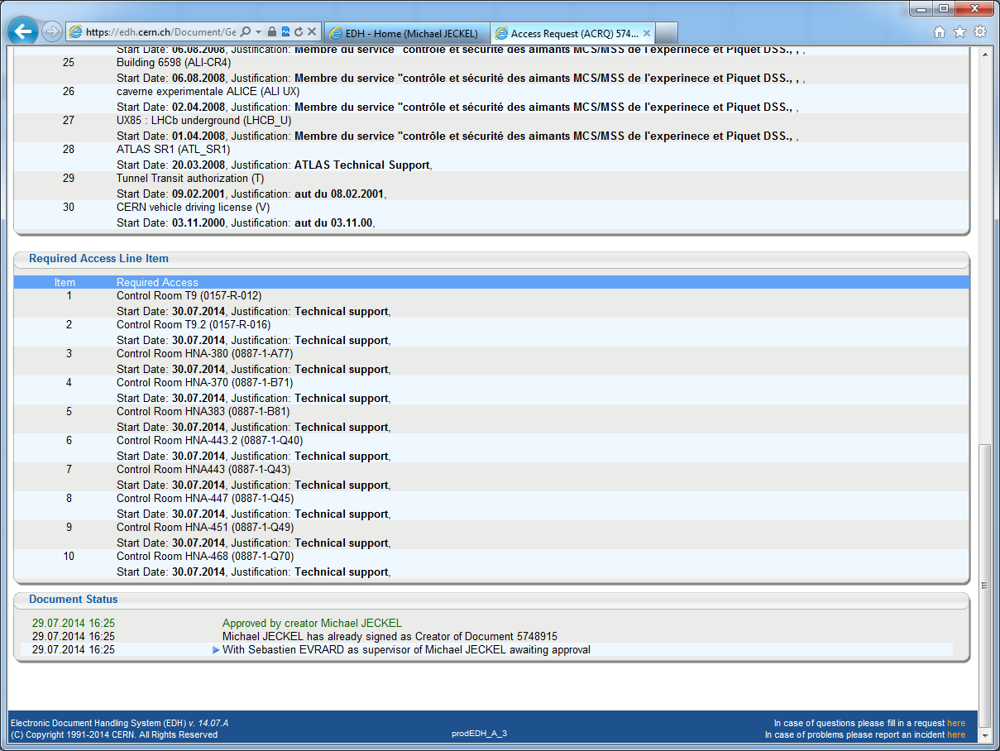 https://edh.cern.ch/Document/Ge
EDH - Home (Michael JECKEL)
Access Request (ACRQ) 574...
Start Date: 06.08.2008, Justification: Membre du service "contrôle et sécurité des aimants MCS/MSS de l'experinece et Piquet DSS., , ,
25 Building 6598 (ALI-CR4)
Start Date: 06.08.2008, Justification: Membre du service "contrôle et sécurité des aimants MCS/MSS de l'experinece et Piquet DSS., , ,
26 caverne experimentale ALICE (ALI UX)
Start Date: 02.04.2008, Justification: Membre du service "contrôle et sécurité des aimants MCS/MSS de l'experinece et Piquet DSS., ,
27 UX85 : LHCb underground (LHCB_U)
Start Date: 01.04.2008, Justification: Membre du service "contrôle et sécurité des aimants MCS/MSS de l'experinece et Piquet DSS., ,
28 ATLAS SR1 (ATL_SR1)
Start Date: 20.03.2008, Justification: ATLAS Technical Support,
29 Tunnel Transit authorization (T)
Start Date: 09.02.2001, Justification: aut du 08.02.2001,
30 CERN vehicle driving license (V)
Start Date: 03.11.2000, Justification: aut du 03.11.00,
Required Access Line Item
Item Required Access
1 Control Room T9 (0157-R-012)
Start Date: 30.07.2014, Justification: Technical support,
2 Control Room T9.2 (0157-R-016)
Start Date: 30.07.2014, Justification: Technical support,
3 Control Room HNA-380 (0887-1-A77)
Start Date: 30.07.2014, Justification: Technical support,
4 Control Room HNA-370 (0887-1-B71)
Start Date: 30.07.2014, Justification: Technical support,
5 Control Room HNA383 (0887-1-B81)
Start Date: 30.07.2014, Justification: Technical support,
6 Control Room HNA-443.2 (0887-1-Q40)
Start Date: 30.07.2014, Justification: Technical support,
7 Control Room HNA443 (0887-1-Q43)
Start Date: 30.07.2014, Justification: Technical support,
8 Control Room HNA-447 (0887-1-Q45)
Start Date: 30.07.2014, Justification: Technical support,
9 Control Room HNA-451 (0887-1-Q49)
Start Date: 30.07.2014, Justification: Technical support,
10 Control Room HNA-468 (0887-1-Q70)
Start Date: 30.07.2014, Justification: Technical support,
Document Status
29.07.2014 16:25 Approved by creator Michael JECKEL
29.07.2014 16:25 Michael JECKEL has already signed as Creator of Document 5748915
29.07.2014 16:25 With Sebastien EVRARD as supervisor of Michael JECKEL awaiting approval
Electronic Document Handling System (EDH) v. 14.07.A
(C) Copyright 1991-2014 CERN. All Rights Reserved
prodEDH_A_3
In case of questions please fill in a request here
In case of problems please report an incident here